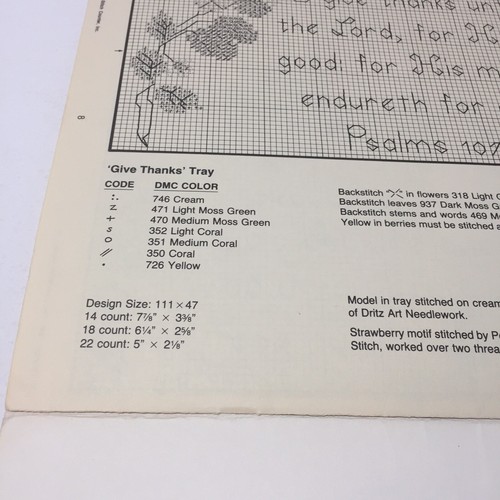 give thanks
the Lord, for
good: for His
endureth for
Psalms 107
8
'Give Thanks' Tray
CODE DMC COLOR
∴ 746 Cream
z 471 Light Moss Green
+ 470 Medium Moss Green
s 352 Light Coral
o 351 Medium Coral
// 350 Coral
• 726 Yellow
Backstitch in flowers 318 Light
Backstitch leaves 937 Dark Moss
Backstitch stems and words 469
Yellow in berries must be stitched
Design Size: 111 × 47
14 count: 7⅞" × 3⅜"
18 count: 6¼" × 2⅝"
22 count: 5" × 2⅛"
Model in tray stitched on cream
of Dritz Art Needlework.
Strawberry motif stitched by
Stitch, worked over two